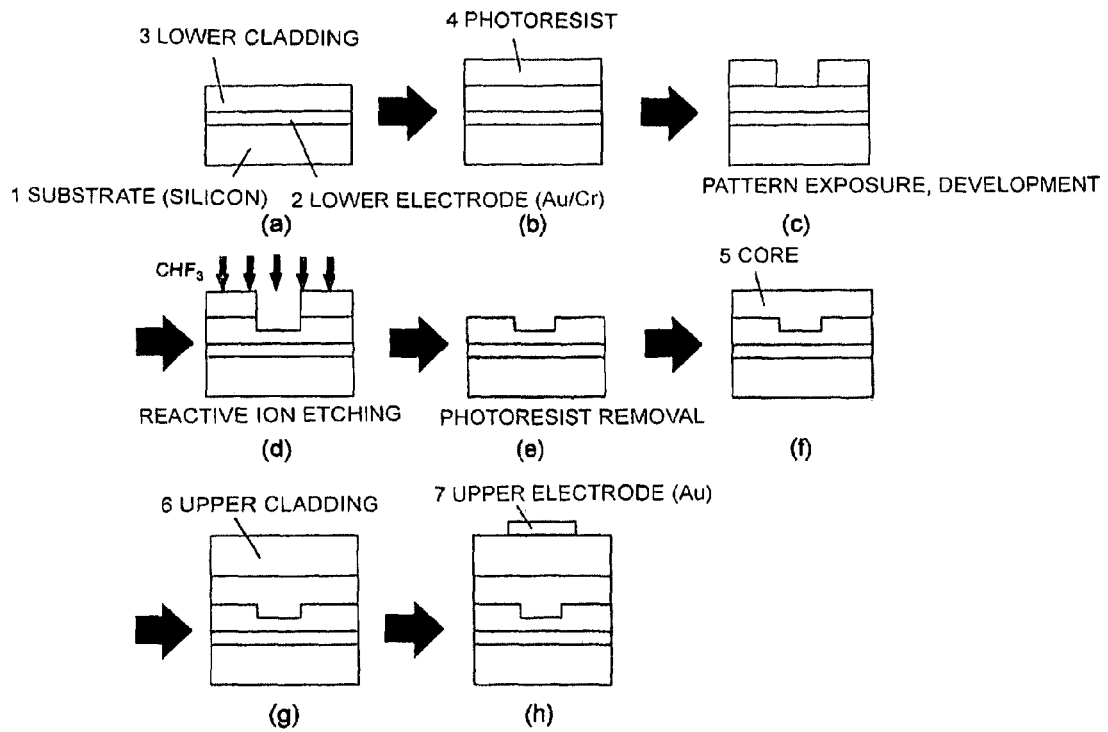 3 LOWER CLADDING
4 PHOTORESIST
1 SUBSTRATE (SILICON)
2 LOWER ELECTRODE (Au/Cr)
PATTERN EXPOSURE, DEVELOPMENT
(a)
(b)
(c)
CHF3
5 CORE
REACTIVE ION ETCHING
PHOTORESIST REMOVAL
(d)
(e)
(f)
6 UPPER CLADDING
7 UPPER ELECTRODE (Au)
(g)
(h)